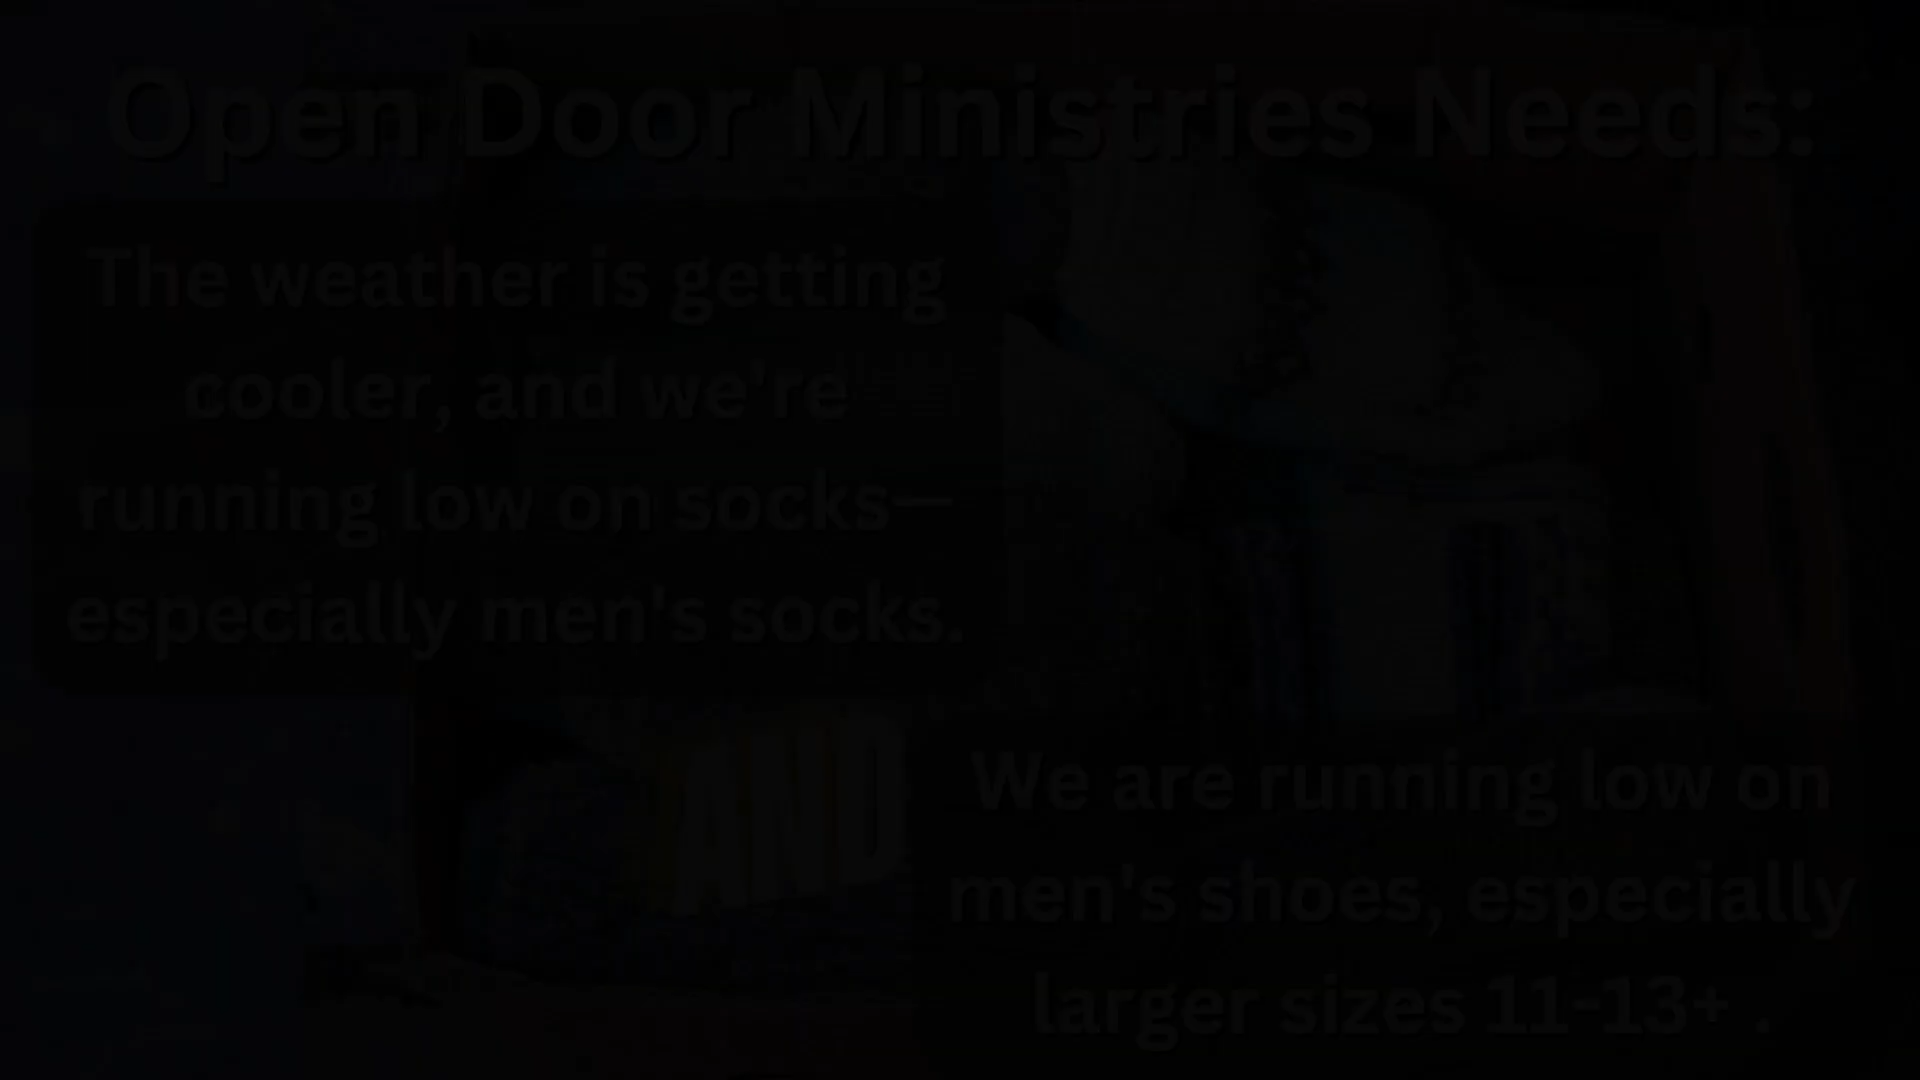 Open Door Ministries Needs:
The weather is getting
cooler, and we're
running low on socks—
especially men's socks.
AND
We are running low on
men's shoes, especially
larger sizes 11-13+ .